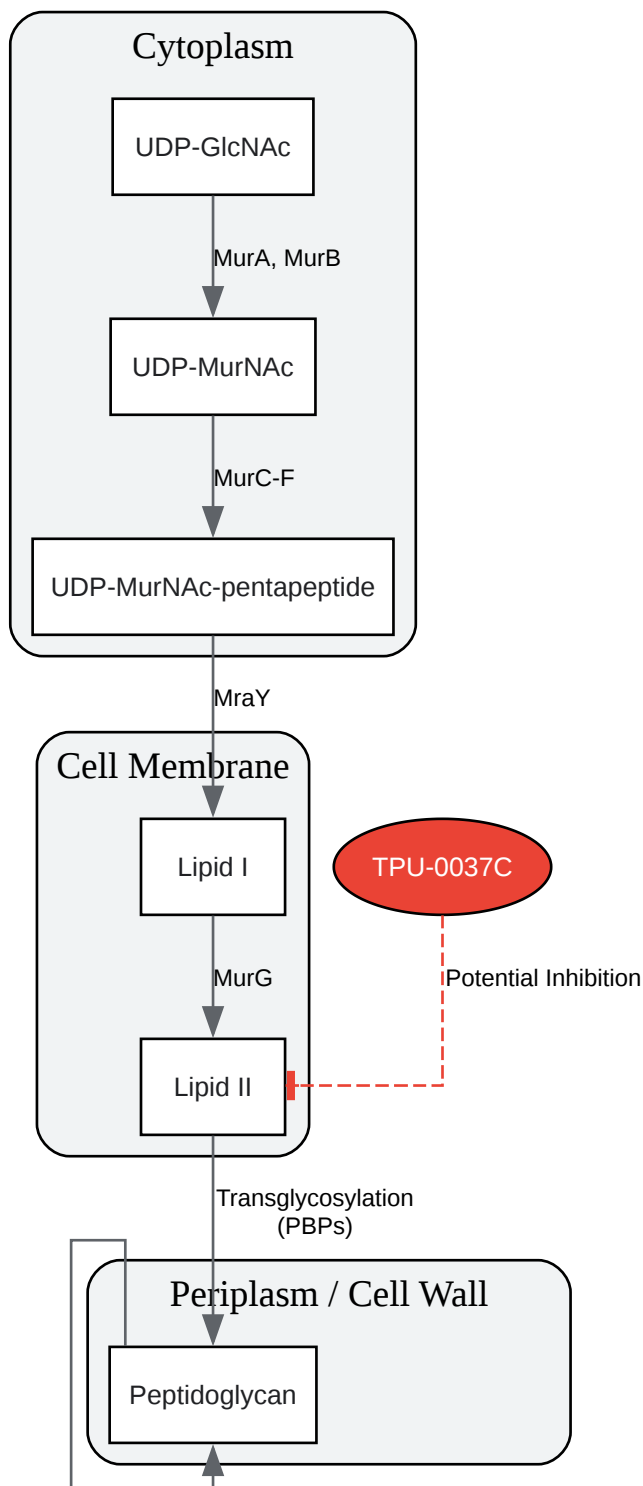 Cytoplasm
UDP-GlcNAc
MurA, MurB
UDP-MurNAc
MurC-F
UDP-MurNAc-pentapeptide
MraY
Cell Membrane
Lipid I
TPU-0037C
MurG
Potential Inhibition
Lipid II
Transglycosylation
(PBPs)
Periplasm / Cell Wall
Peptidoglycan